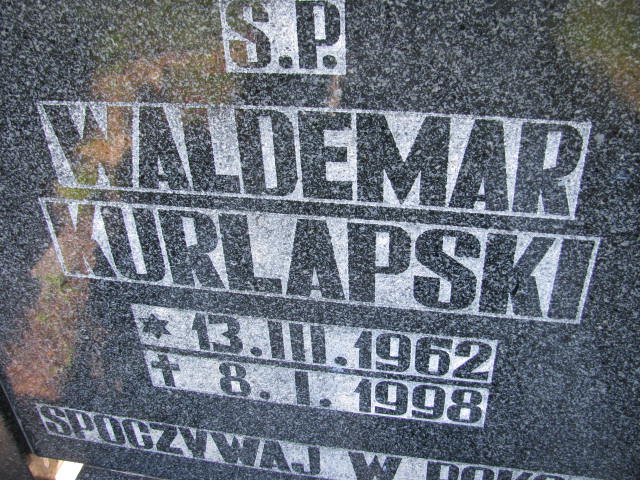 S.P.
WALDEMAR
KURLAPSKI
* 13.III.1962
† 8.I.1998
SPOCZYWAJ W